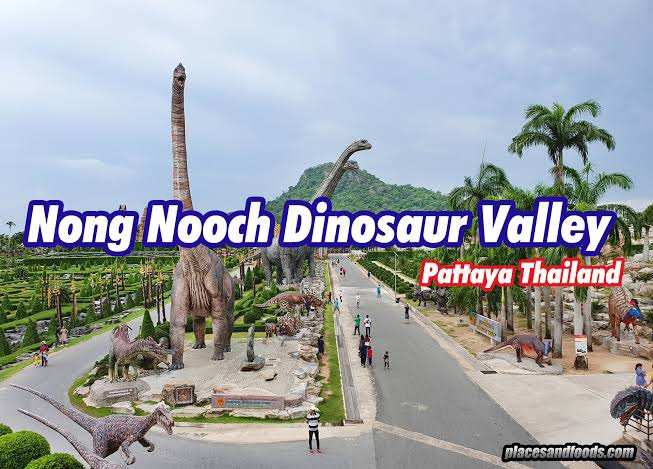 Nong Nooch Dinosaur Valley
Pattaya Thailand
placesandfoods.com